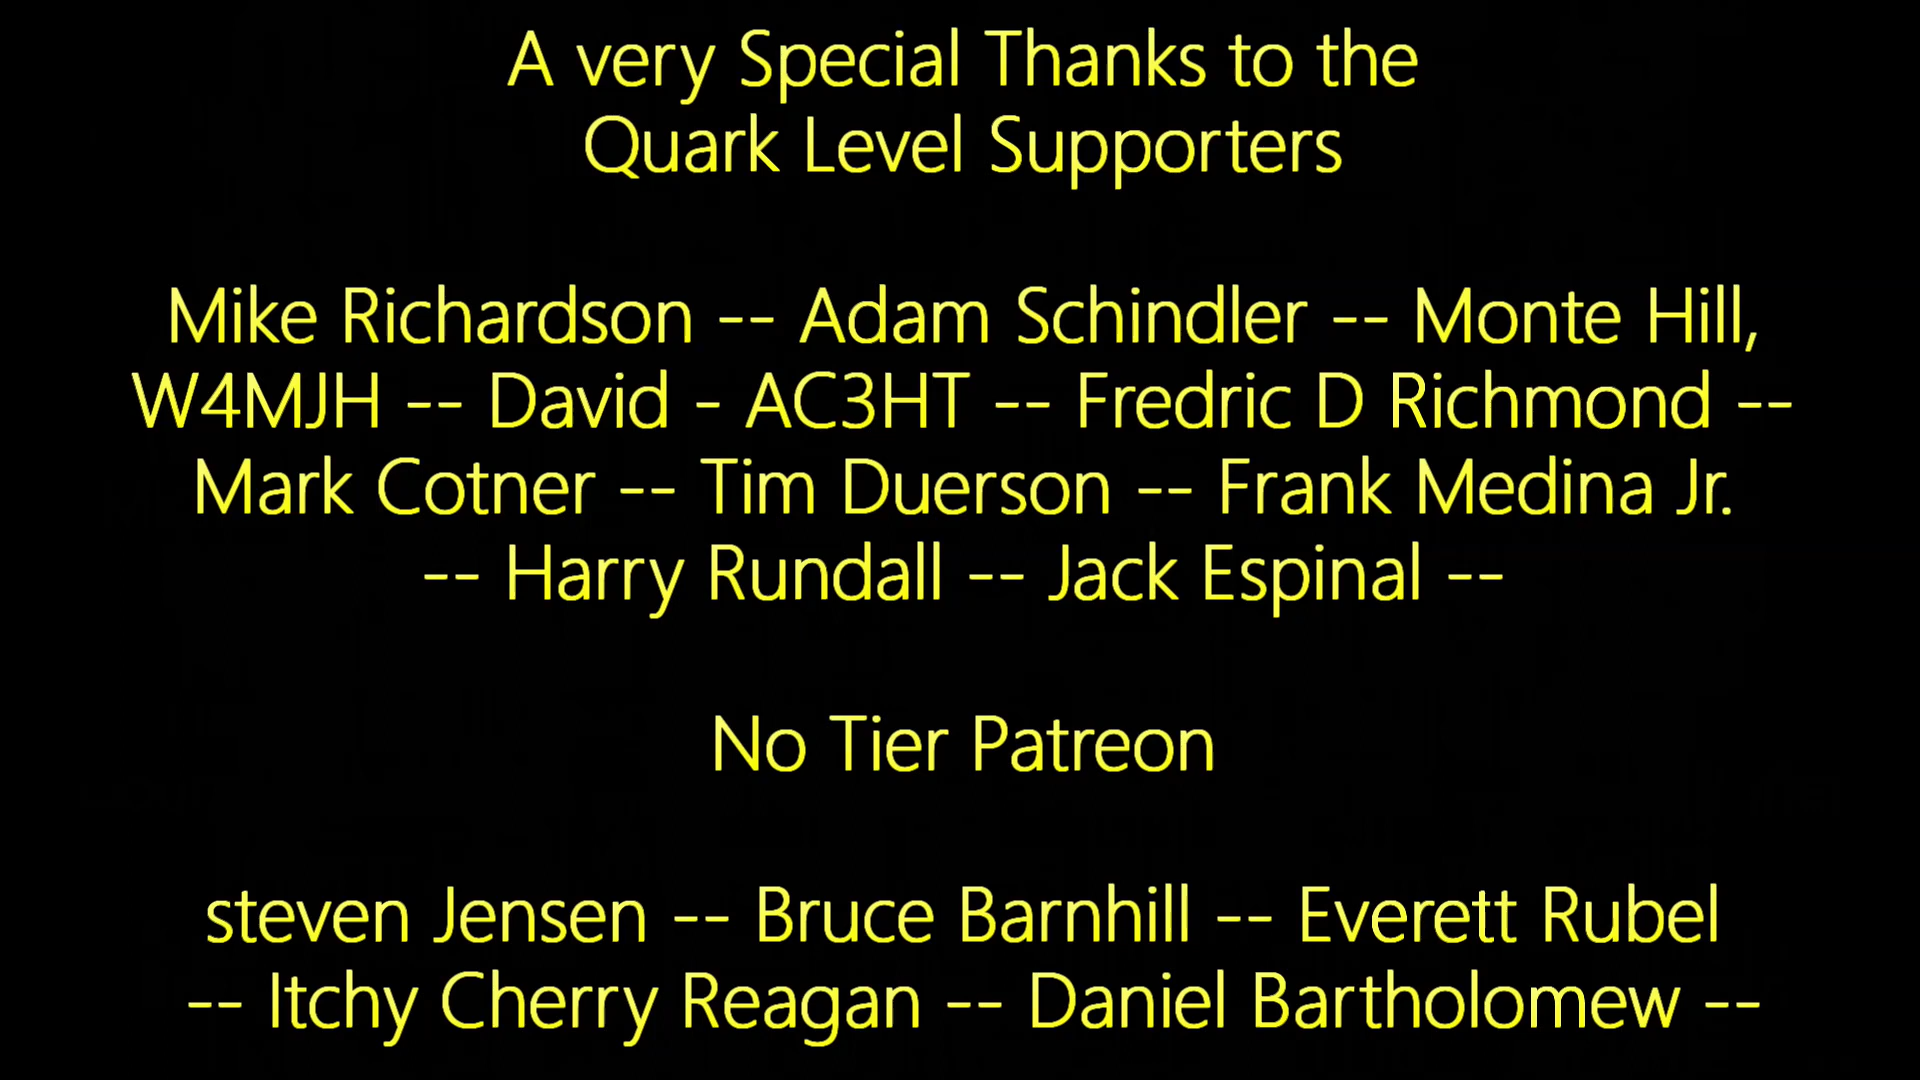 A very Special Thanks to the
Quark Level Supporters
Mike Richardson -- Adam Schindler -- Monte Hill,
W4MJH -- David - AC3HT -- Fredric D Richmond --
Mark Cotner -- Tim Duerson -- Frank Medina Jr.
-- Harry Rundall -- Jack Espinal --
No Tier Patreon
steven Jensen -- Bruce Barnhill -- Everett Rubel
-- Itchy Cherry Reagan -- Daniel Bartholomew --